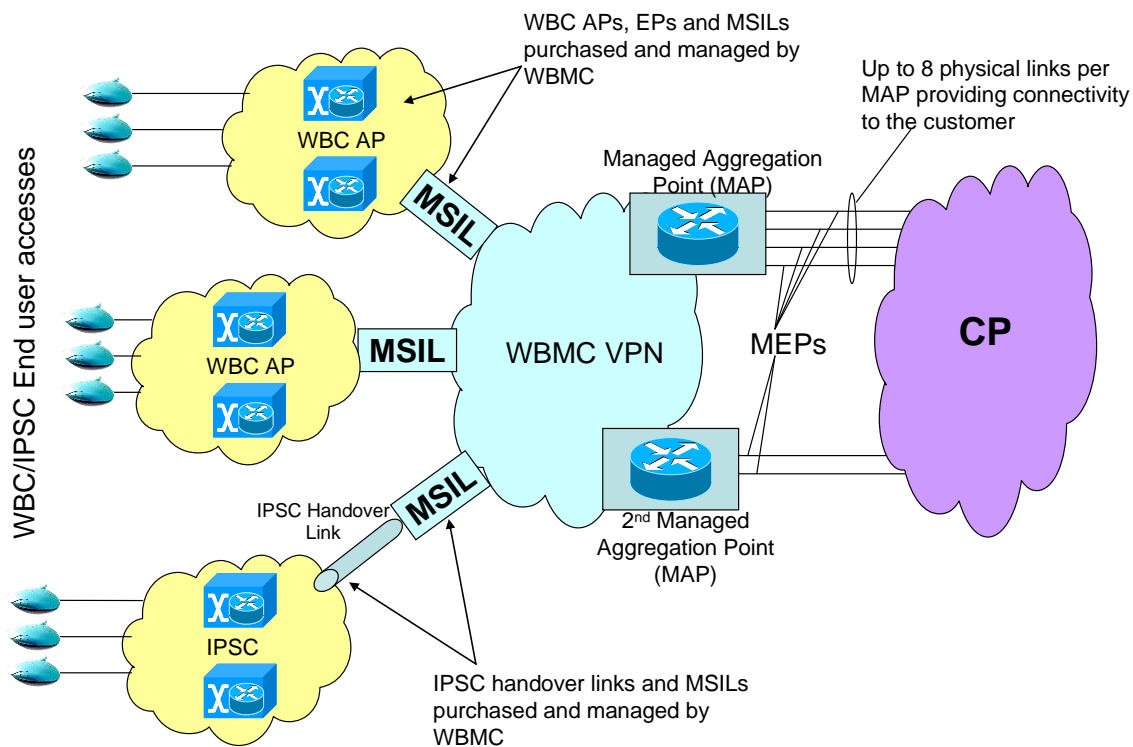 WBC APs, EPs and MSILs
purchased and managed by
WBMC
Up to 8 physical links per
MAP providing connectivity
to the customer
WBC/IPSC End user accesses
WBC AP
MSIL
Managed Aggregation
Point (MAP)
WBC AP
MSIL
WBMC VPN
MEPs
CP
IPSC Handover
Link
MSIL
2nd Managed
Aggregation Point
(MAP)
IPSC
IPSC handover links and MSILs
purchased and managed by
WBMC